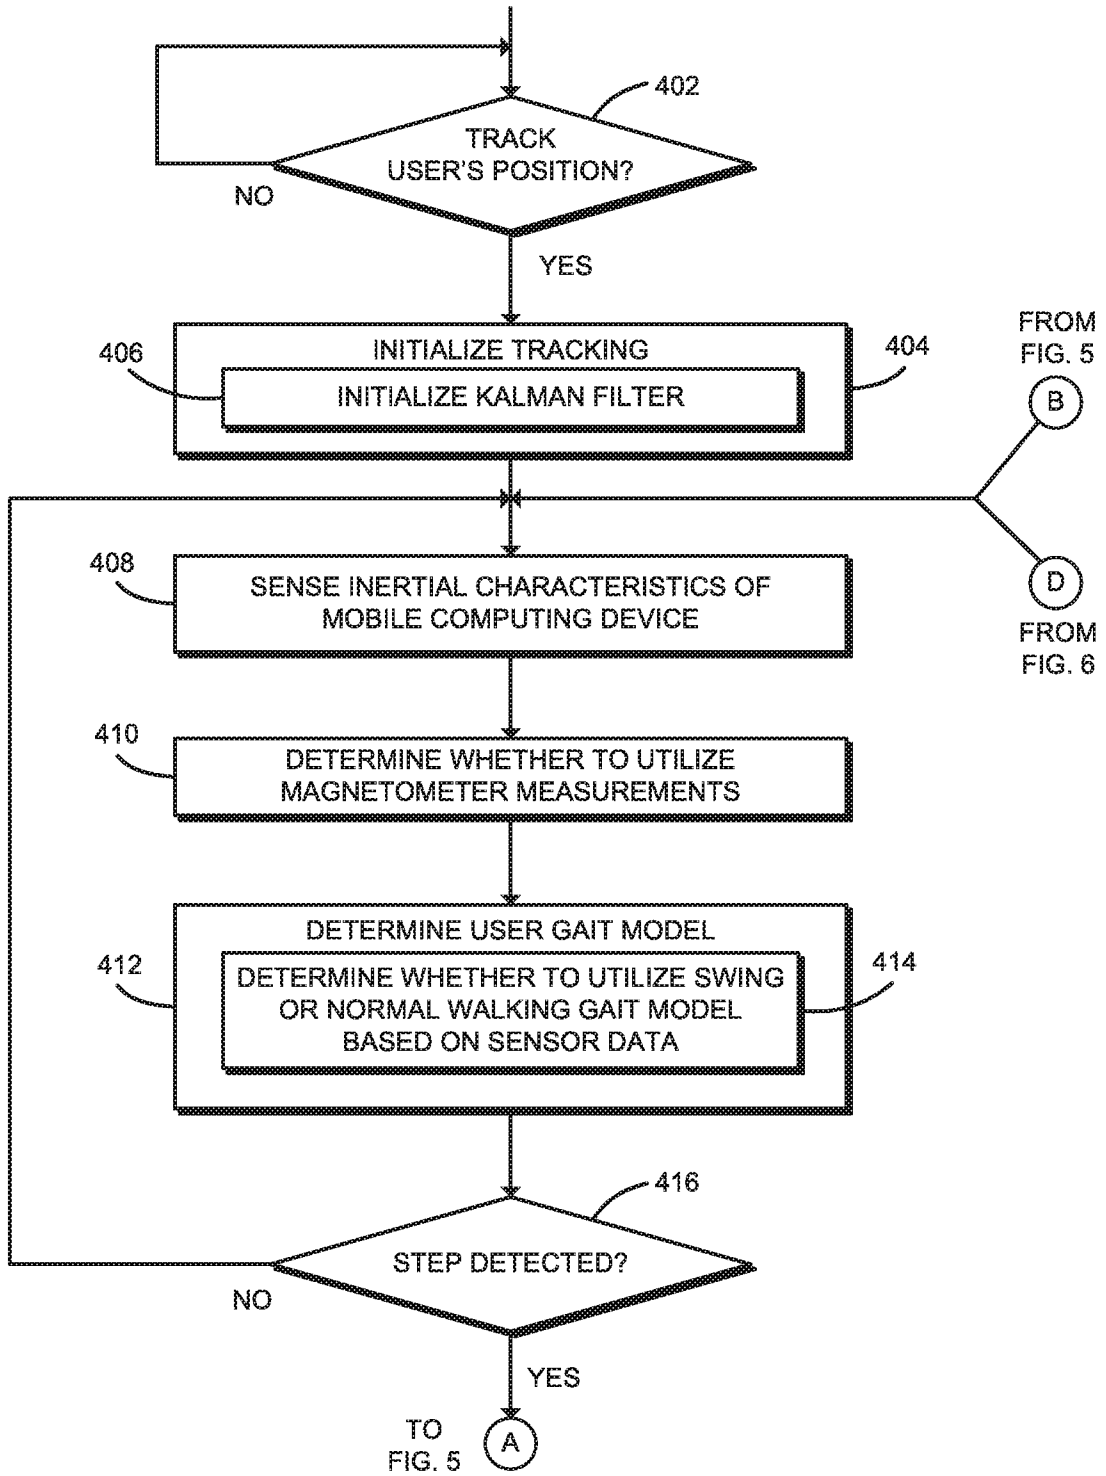 402
TRACK
USER'S POSITION?
NO
YES
FROM
FIG. 5
B
406
INITIALIZE TRACKING
404
INITIALIZE KALMAN FILTER
408
SENSE INERTIAL CHARACTERISTICS OF
MOBILE COMPUTING DEVICE
D
FROM
FIG. 6
410
DETERMINE WHETHER TO UTILIZE
MAGNETOMETER MEASUREMENTS
DETERMINE USER GAIT MODEL
412
414
DETERMINE WHETHER TO UTILIZE SWING
OR NORMAL WALKING GAIT MODEL
BASED ON SENSOR DATA
416
STEP DETECTED?
NO
YES
TO
FIG. 5
A